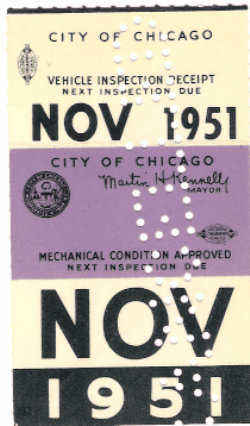 CITY OF CHICAGO
VEHICLE INSPECTION RECEIPT
NEXT INSPECTION DUE
NOV 1951
CITY OF CHICAGO
Martin H. Kennelly
MAYOR
MECHANICAL CONDITION APPROVED
NEXT INSPECTION DUE
NOV
1951